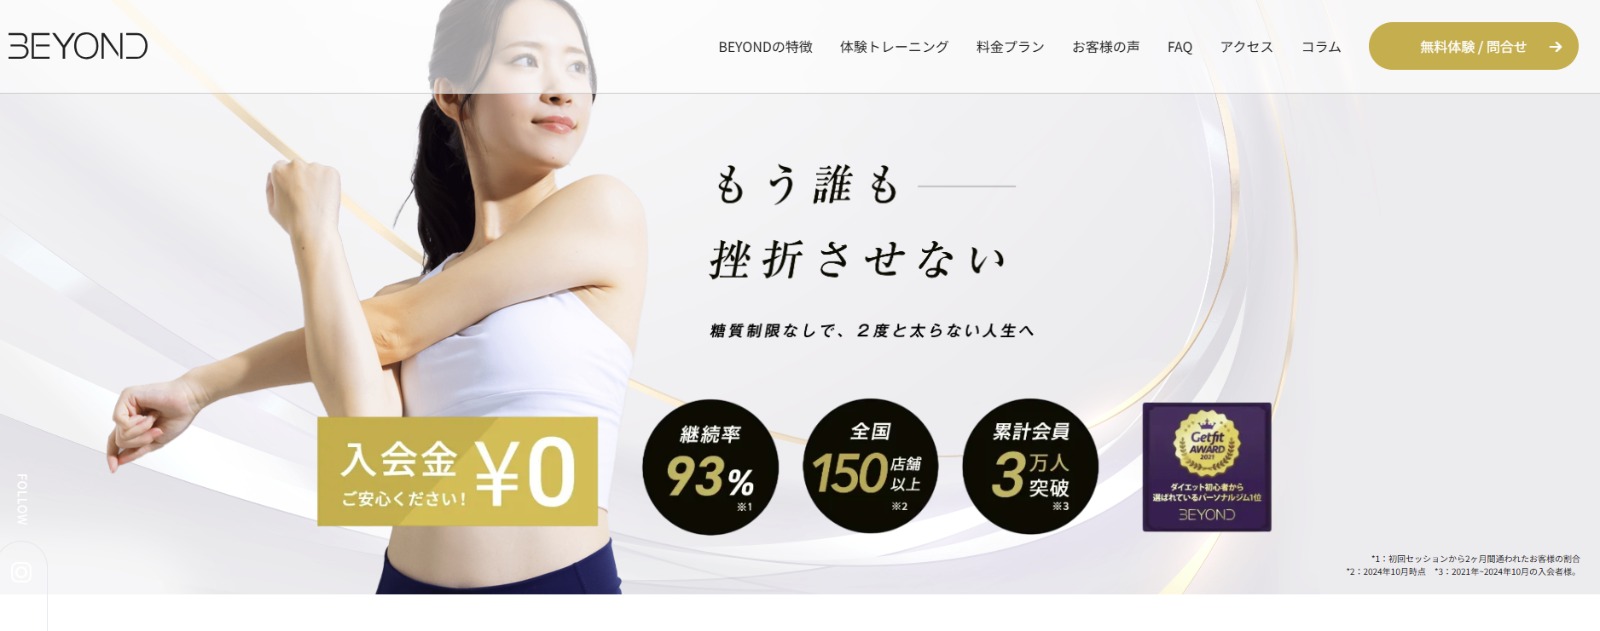 BEYOND
BEYONDの特徴 体験トレーニング 料金プラン お客様の声 FAQ アクセス コラム 無料体験 / 問合せ
もう誰も
挫折させない
糖質制限なしで、２度と太らない人生へ
入会金 ¥0
ご安心ください!
継続率
93%
※1
全国
150店舗以上
※2
累計会員
3万人突破
※3
Getfit
AWARD
2021
ダイエット初心者から
選ばれているパーソナルジム1位
BEYOND
FOLLOW
*1：初回セッションから2ヶ月間通われたお客様の割合
*2：2024年10月時点 *3：2021年~2024年10月の入会者様。